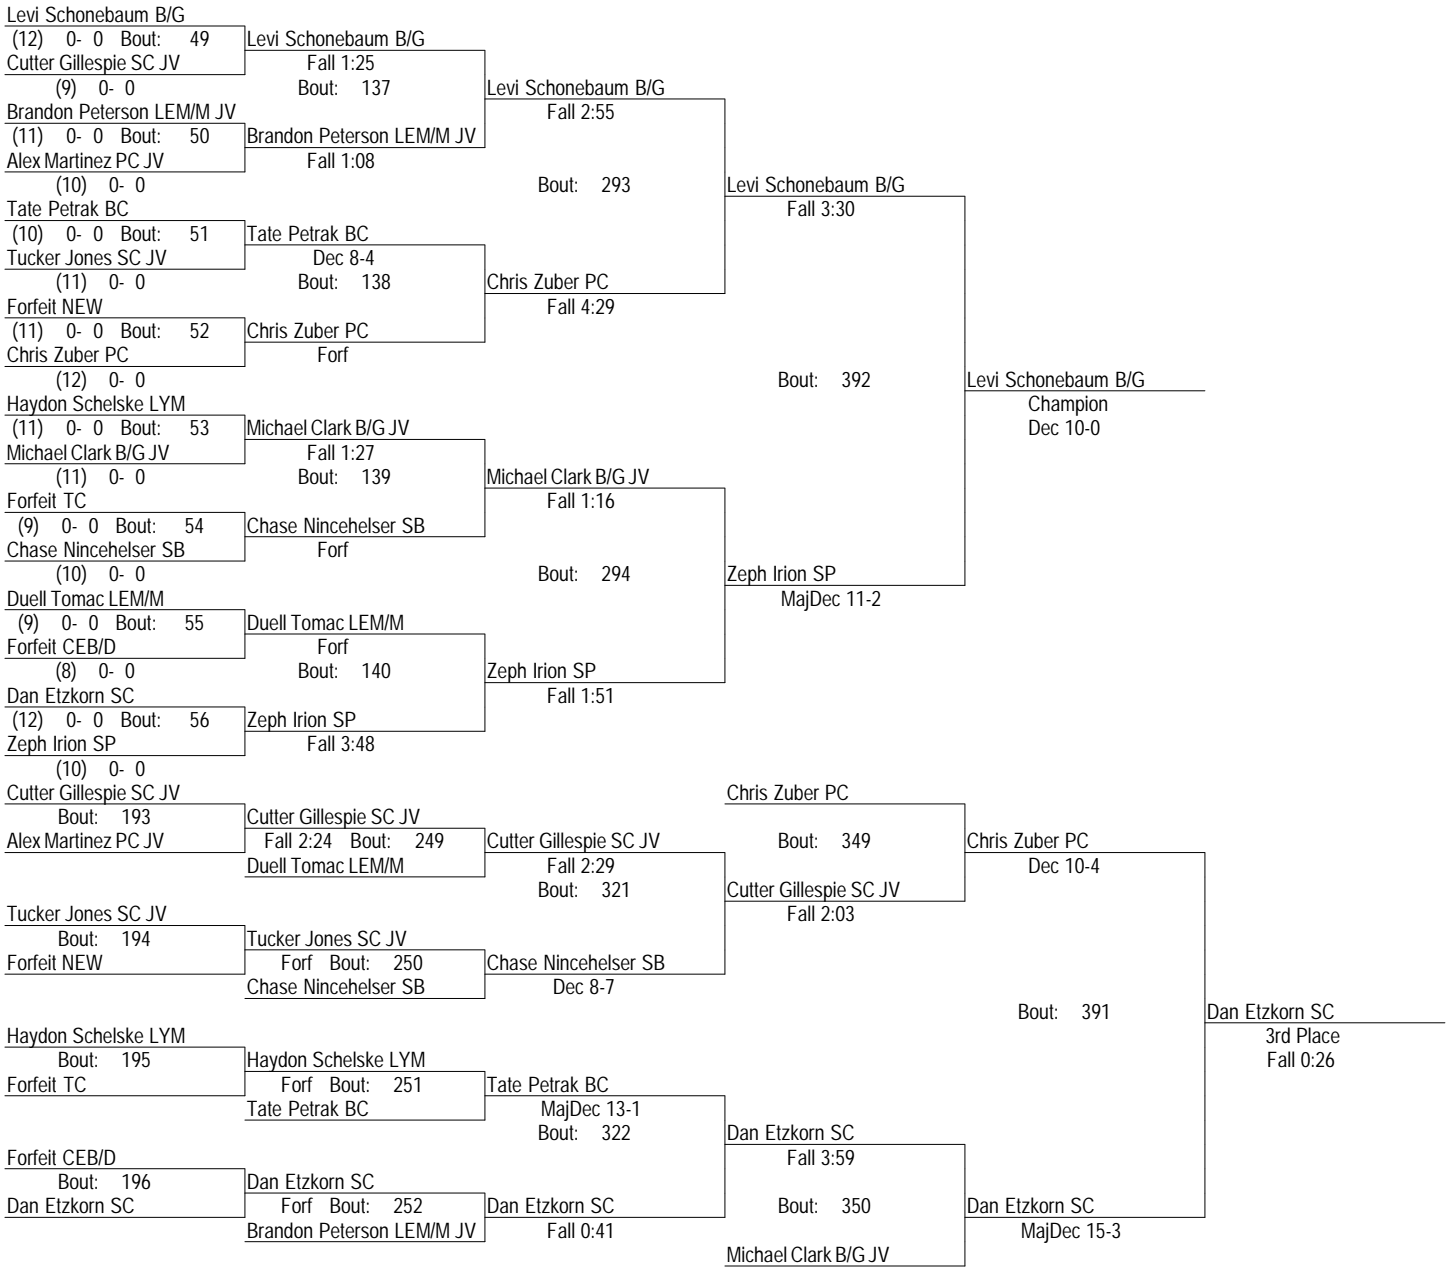 Levi Schonebaum B/G
(12) 0- 0 Bout: 49 Levi Schonebaum B/G
Cutter Gillespie SC JV Fall 1:25
(9) 0- 0 Bout: 137 Levi Schonebaum B/G
Brandon Peterson LEM/M JV Fall 2:55
(11) 0- 0 Bout: 50 Brandon Peterson LEM/M JV
Alex Martinez PC JV Fall 1:08
(10) 0- 0 Bout: 293 Levi Schonebaum B/G
Tate Petrak BC Fall 3:30
(10) 0- 0 Bout: 51 Tate Petrak BC
Tucker Jones SC JV Dec 8-4
(11) 0- 0 Bout: 138 Chris Zuber PC
Forfeit NEW Fall 4:29
(11) 0- 0 Bout: 52 Chris Zuber PC
Chris Zuber PC Forf
(12) 0- 0 Bout: 392 Levi Schonebaum B/G
Haydon Schelske LYM Champion
(11) 0- 0 Bout: 53 Michael Clark B/G JV Dec 10-0
Michael Clark B/G JV Fall 1:27
(11) 0- 0 Bout: 139 Michael Clark B/G JV
Forfeit TC Fall 1:16
(9) 0- 0 Bout: 54 Chase Nincehelser SB
Chase Nincehelser SB Forf
(10) 0- 0 Bout: 294 Zeph Irion SP
Duell Tomac LEM/M MajDec 11-2
(9) 0- 0 Bout: 55 Duell Tomac LEM/M
Forfeit CEB/D Forf
(8) 0- 0 Bout: 140 Zeph Irion SP
Dan Etzkorn SC Fall 1:51
(12) 0- 0 Bout: 56 Zeph Irion SP
Zeph Irion SP Fall 3:48
(10) 0- 0
Cutter Gillespie SC JV Chris Zuber PC
Bout: 193 Cutter Gillespie SC JV
Alex Martinez PC JV Fall 2:24 Bout: 249 Cutter Gillespie SC JV Bout: 349 Chris Zuber PC
Duell Tomac LEM/M Fall 2:29 Dec 10-4
Bout: 321 Cutter Gillespie SC JV
Tucker Jones SC JV Fall 2:03
Bout: 194 Tucker Jones SC JV
Forfeit NEW Forf Bout: 250 Chase Nincehelser SB
Chase Nincehelser SB Dec 8-7
Bout: 391 Dan Etzkorn SC
Haydon Schelske LYM 3rd Place
Bout: 195 Haydon Schelske LYM Fall 0:26
Forfeit TC Forf Bout: 251 Tate Petrak BC
Tate Petrak BC MajDec 13-1
Bout: 322 Dan Etzkorn SC
Forfeit CEB/D Fall 3:59
Bout: 196 Dan Etzkorn SC
Dan Etzkorn SC Forf Bout: 252 Dan Etzkorn SC Bout: 350 Dan Etzkorn SC
Brandon Peterson LEM/M JV Fall 0:41 MajDec 15-3
Michael Clark B/G JV